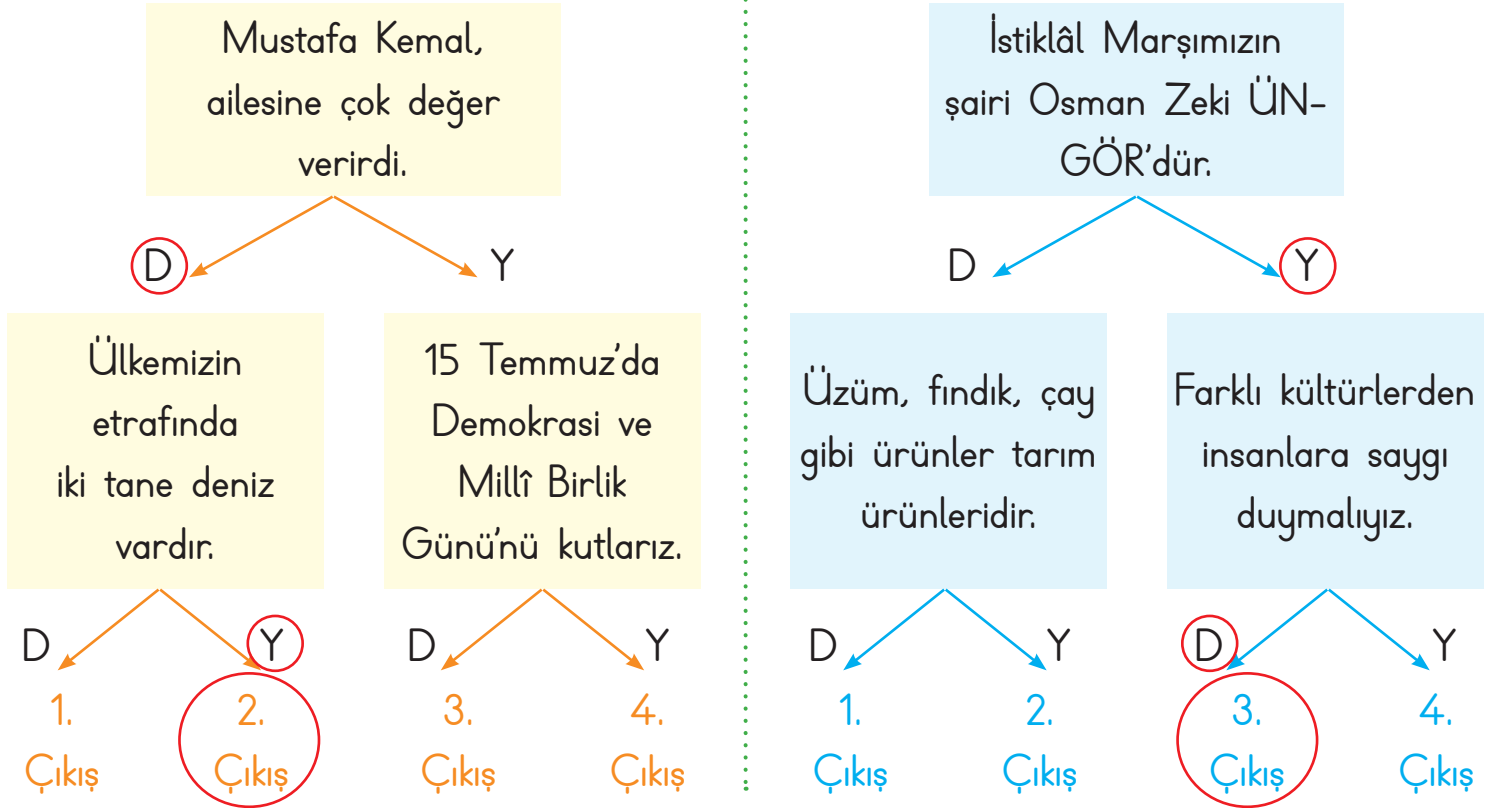 Mustafa Kemal,
ailesine çok değer
verirdi.
D
Y
Ülkemizin
etrafında
iki tane deniz
vardır.
15 Temmuz'da
Demokrasi ve
Millî Birlik
Günü'nü kutlarız.
D
Y
D
Y
1.
Çıkış
2.
Çıkış
3.
Çıkış
4.
Çıkış
İstiklâl Marşımızın
şairi Osman Zeki ÜN-
GÖR'dür.
D
Y
Üzüm, fındık, çay
gibi ürünler tarım
ürünleridir.
Farklı kültürlerden
insanlara saygı
duymalıyız.
D
Y
D
Y
1.
Çıkış
2.
Çıkış
3.
Çıkış
4.
Çıkış